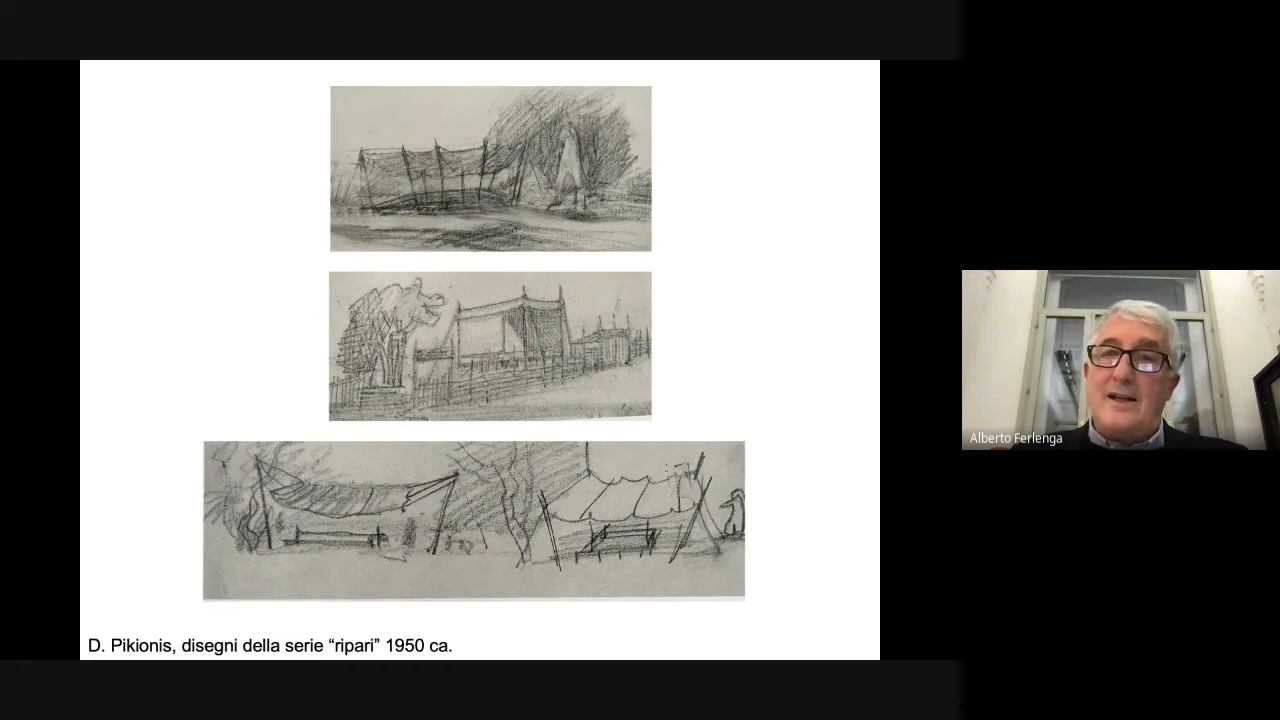 D. Pikionis, disegni della serie “ripari” 1950 ca.
Alberto Ferlenga